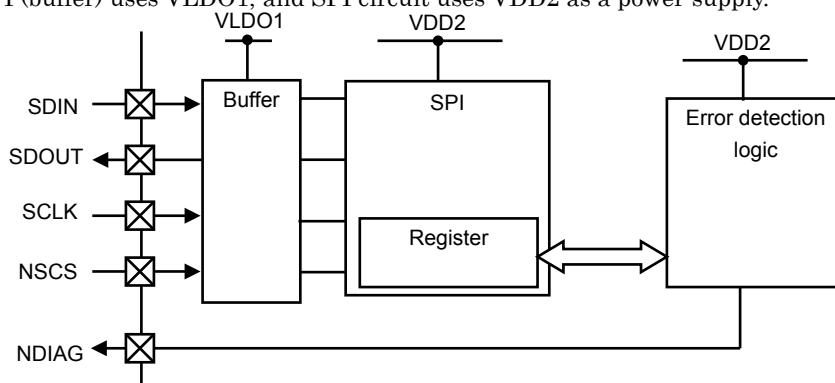 (buffer) uses VLDO1, and SPI circuit uses VDD2 as a power supply.
VLDO1
VDD2
VDD2
SDIN
Buffer
SPI
Error detection
logic
SDOUT
SCLK
Register
NSCS
NDIAG